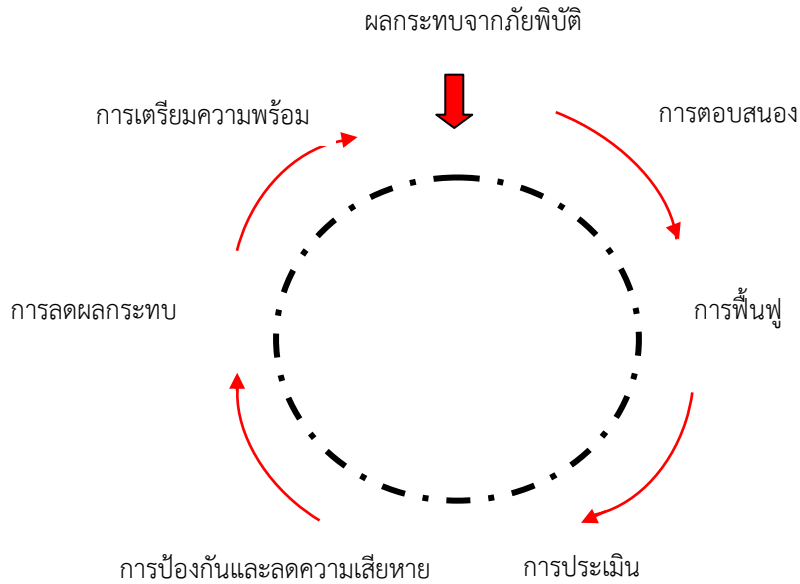 ผลกระทบจากภัยพิบัติ
การเตรียมความพร้อม
การตอบสนอง
การลดผลกระทบ
การฟื้นฟู
การป้องกันและลดความเสียหาย
การประเมิน